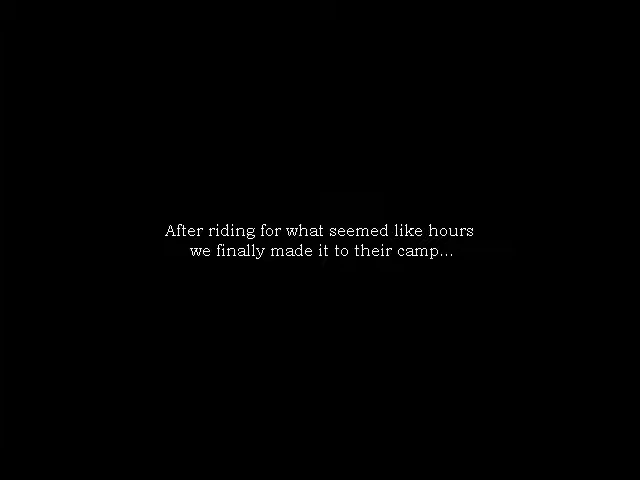 After riding for what seemed like hours
we finally made it to their camp...